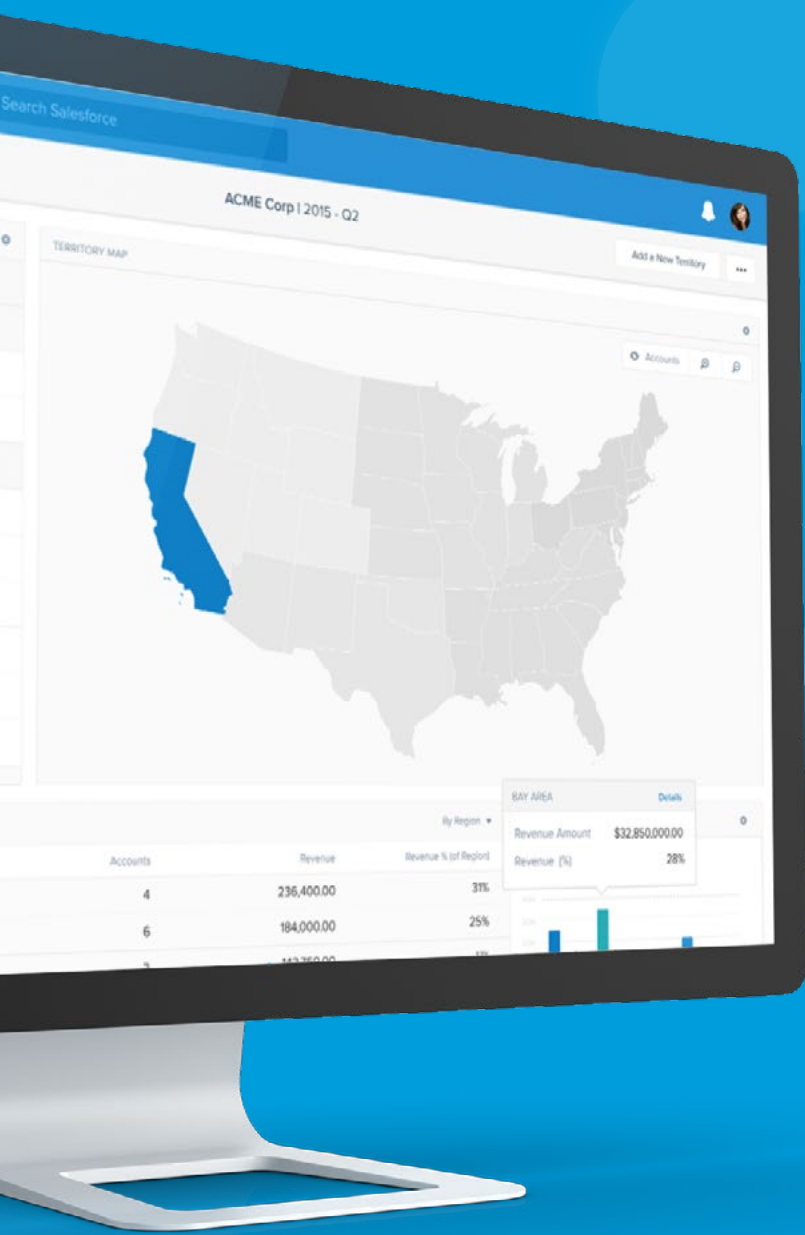 Search Salesforce
ACME Corp | 2015 - Q2
Add a New Territory
TERRITORY MAP
Accounts
By Region
BAY AREA Details
Revenue Amount $32,850,000.00
Revenue (%) 28%
Accounts Revenue Revenue % (of Region)
4 236,400.00 31%
6 184,000.00 25%